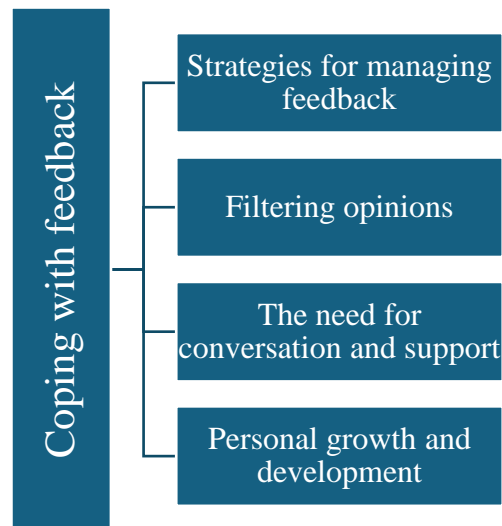 Coping with feedback
Strategies for managing
feedback
Filtering opinions
The need for
conversation and support
Personal growth and
development